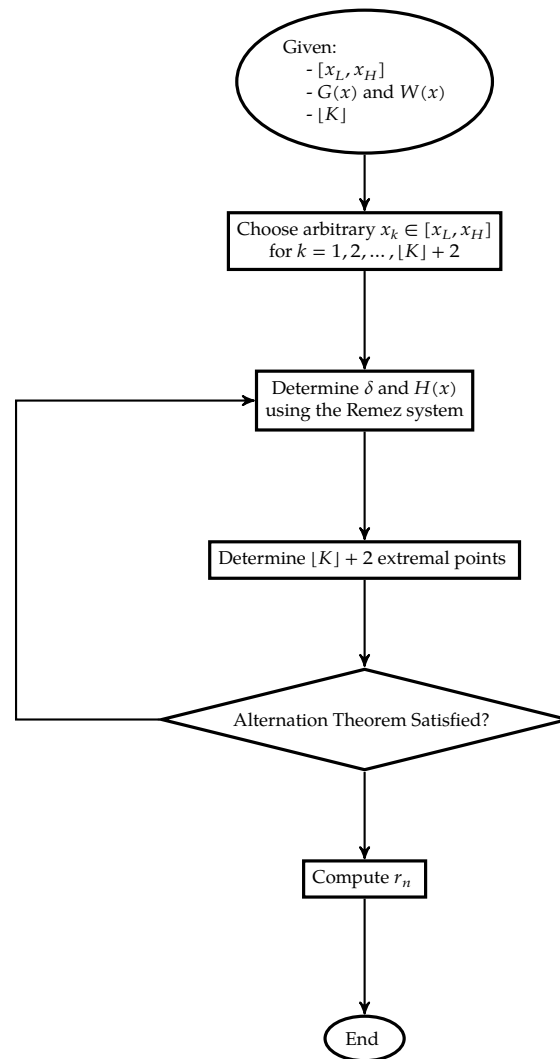 Given:
- [x_L, x_H]
- G(x) and W(x)
- ⌊K⌋
Choose arbitrary x_k ∈ [x_L, x_H]
for k = 1, 2, ... , ⌊K⌋ + 2
Determine δ and H(x)
using the Remez system
Determine ⌊K⌋ + 2 extremal points
Alternation Theorem Satisfied?
Compute r_n
End